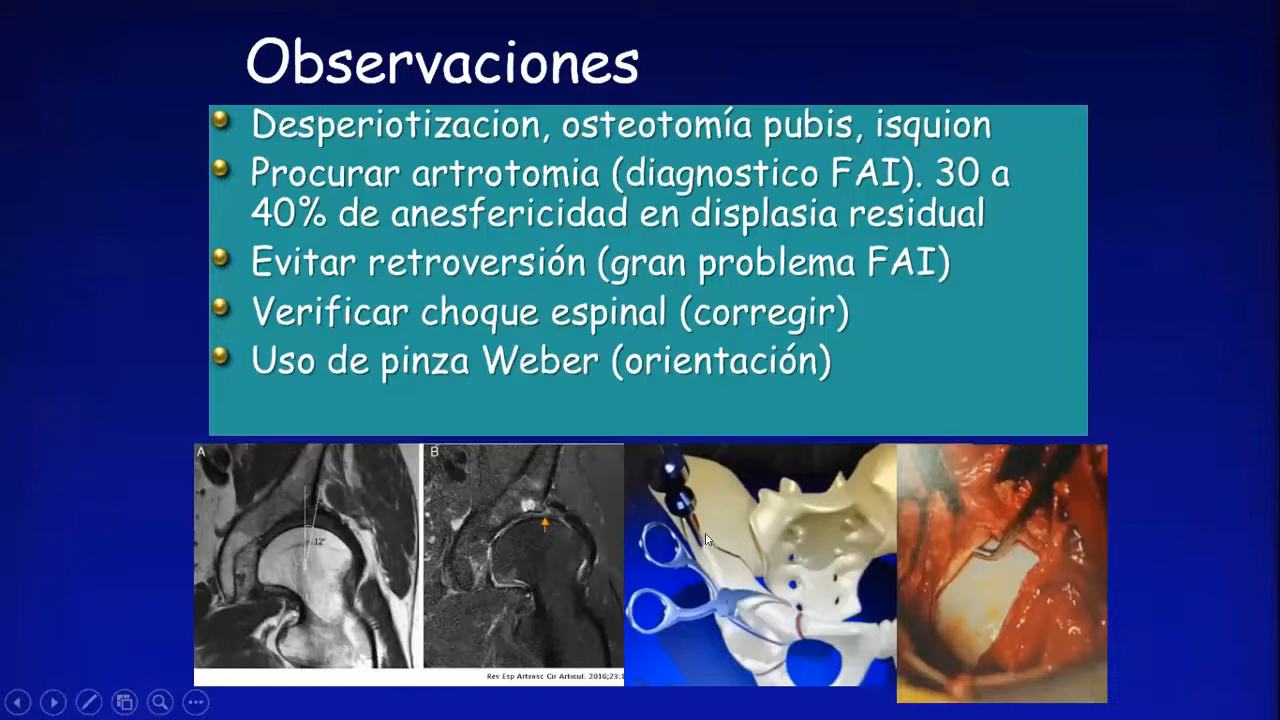 Observaciones
Desperiotizacion, osteotomía pubis, isquion
Procurar artrotomia (diagnostico FAI). 30 a
40% de anesfericidad en displasia residual
Evitar retroversión (gran problema FAI)
Verificar choque espinal (corregir)
Uso de pinza Weber (orientación)
A
B
12°
Rev Esp Artrosc Cir Articul. 2016;23:1